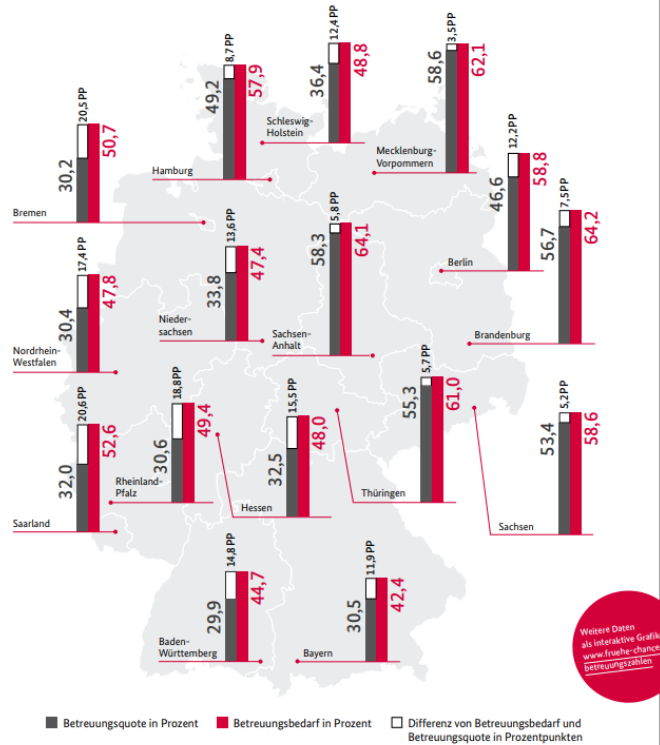 8,7 PP
49,2
57,9
Hamburg
12,4 PP
36,4
48,8
Schleswig-
Holstein
3,5 PP
58,6
62,1
Mecklenburg-
Vorpommern
20,5 PP
30,2
50,7
Bremen
12,2 PP
46,6
58,8
Berlin
7,5 PP
56,7
64,2
Brandenburg
17,4 PP
30,4
47,8
Nordrhein-
Westfalen
13,6 PP
33,8
47,4
Nieder-
sachsen
5,8 PP
58,3
64,1
Sachsen-
Anhalt
20,6 PP
32,0
52,6
Saarland
18,8 PP
30,6
49,4
Rheinland-
Pfalz
15,5 PP
32,5
48,0
Hessen
5,7 PP
55,3
61,0
Thüringen
5,2 PP
53,4
58,6
Sachsen
14,8 PP
29,9
44,7
Baden-
Württemberg
11,9 PP
30,5
42,4
Bayern
Weitere Daten
als interaktive Grafik
www.fruehe-chance
betreuungszahlen
Betreuungsquote in Prozent
Betreuungsbedarf in Prozent
Differenz von Betreuungsbedarf und
Betreuungsquote in Prozentpunkten